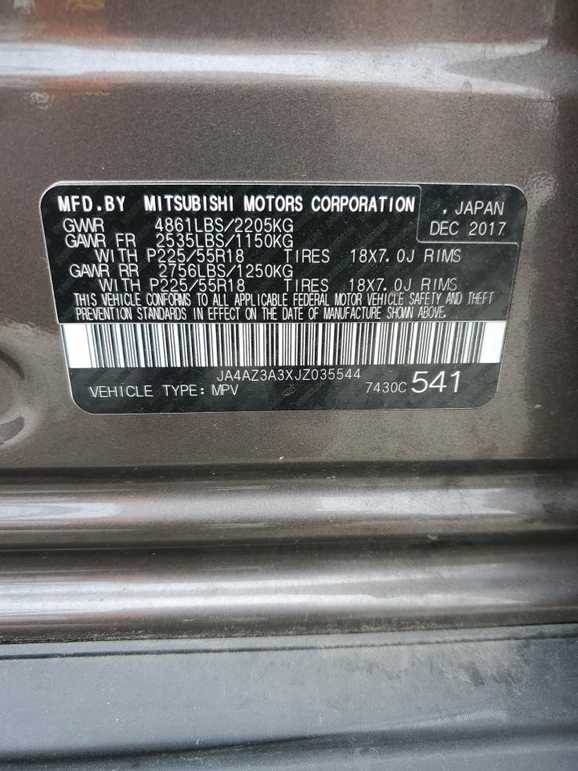 MFD.BY MITSUBISHI MOTORS CORPORATION , JAPAN
GVWR 4861LBS/2205KG DEC 2017
GAWR FR 2535LBS/1150KG
WITH P225/55R18 TIRES 18X7.0J RIMS
GAWR RR 2756LBS/1250KG
WITH P225/55R18 TIRES 18X7.0J RIMS
THIS VEHICLE CONFORMS TO ALL APPLICABLE FEDERAL MOTOR VEHICLE SAFETY AND THEFT
PREVENTION STANDARDS IN EFFECT ON THE DATE OF MANUFACTURE SHOWN ABOVE.
JA4AZ3A3XJZ035544
VEHICLE TYPE: MPV 7430C 541